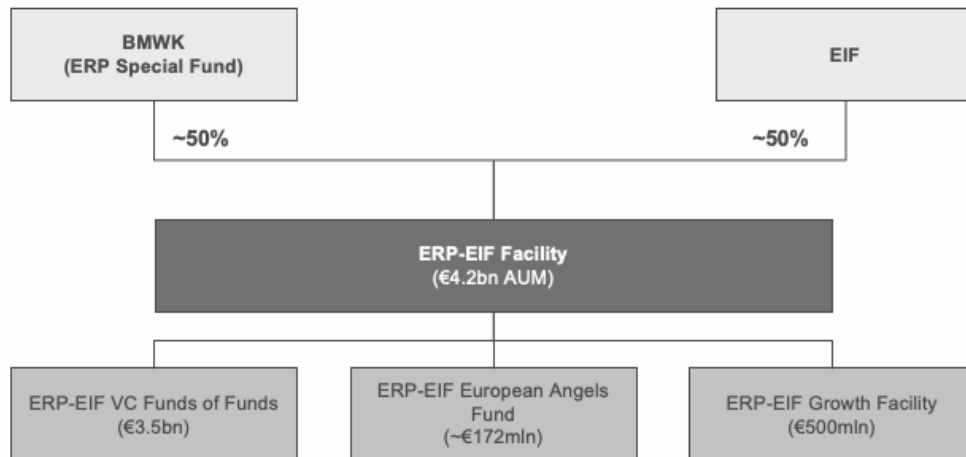 BMWK
(ERP Special Fund)
EIF
~50%
~50%
ERP-EIF Facility
(€4.2bn AUM)
ERP-EIF VC Funds of Funds
(€3.5bn)
ERP-EIF European Angels
Fund
(~€172mln)
ERP-EIF Growth Facility
(€500mln)